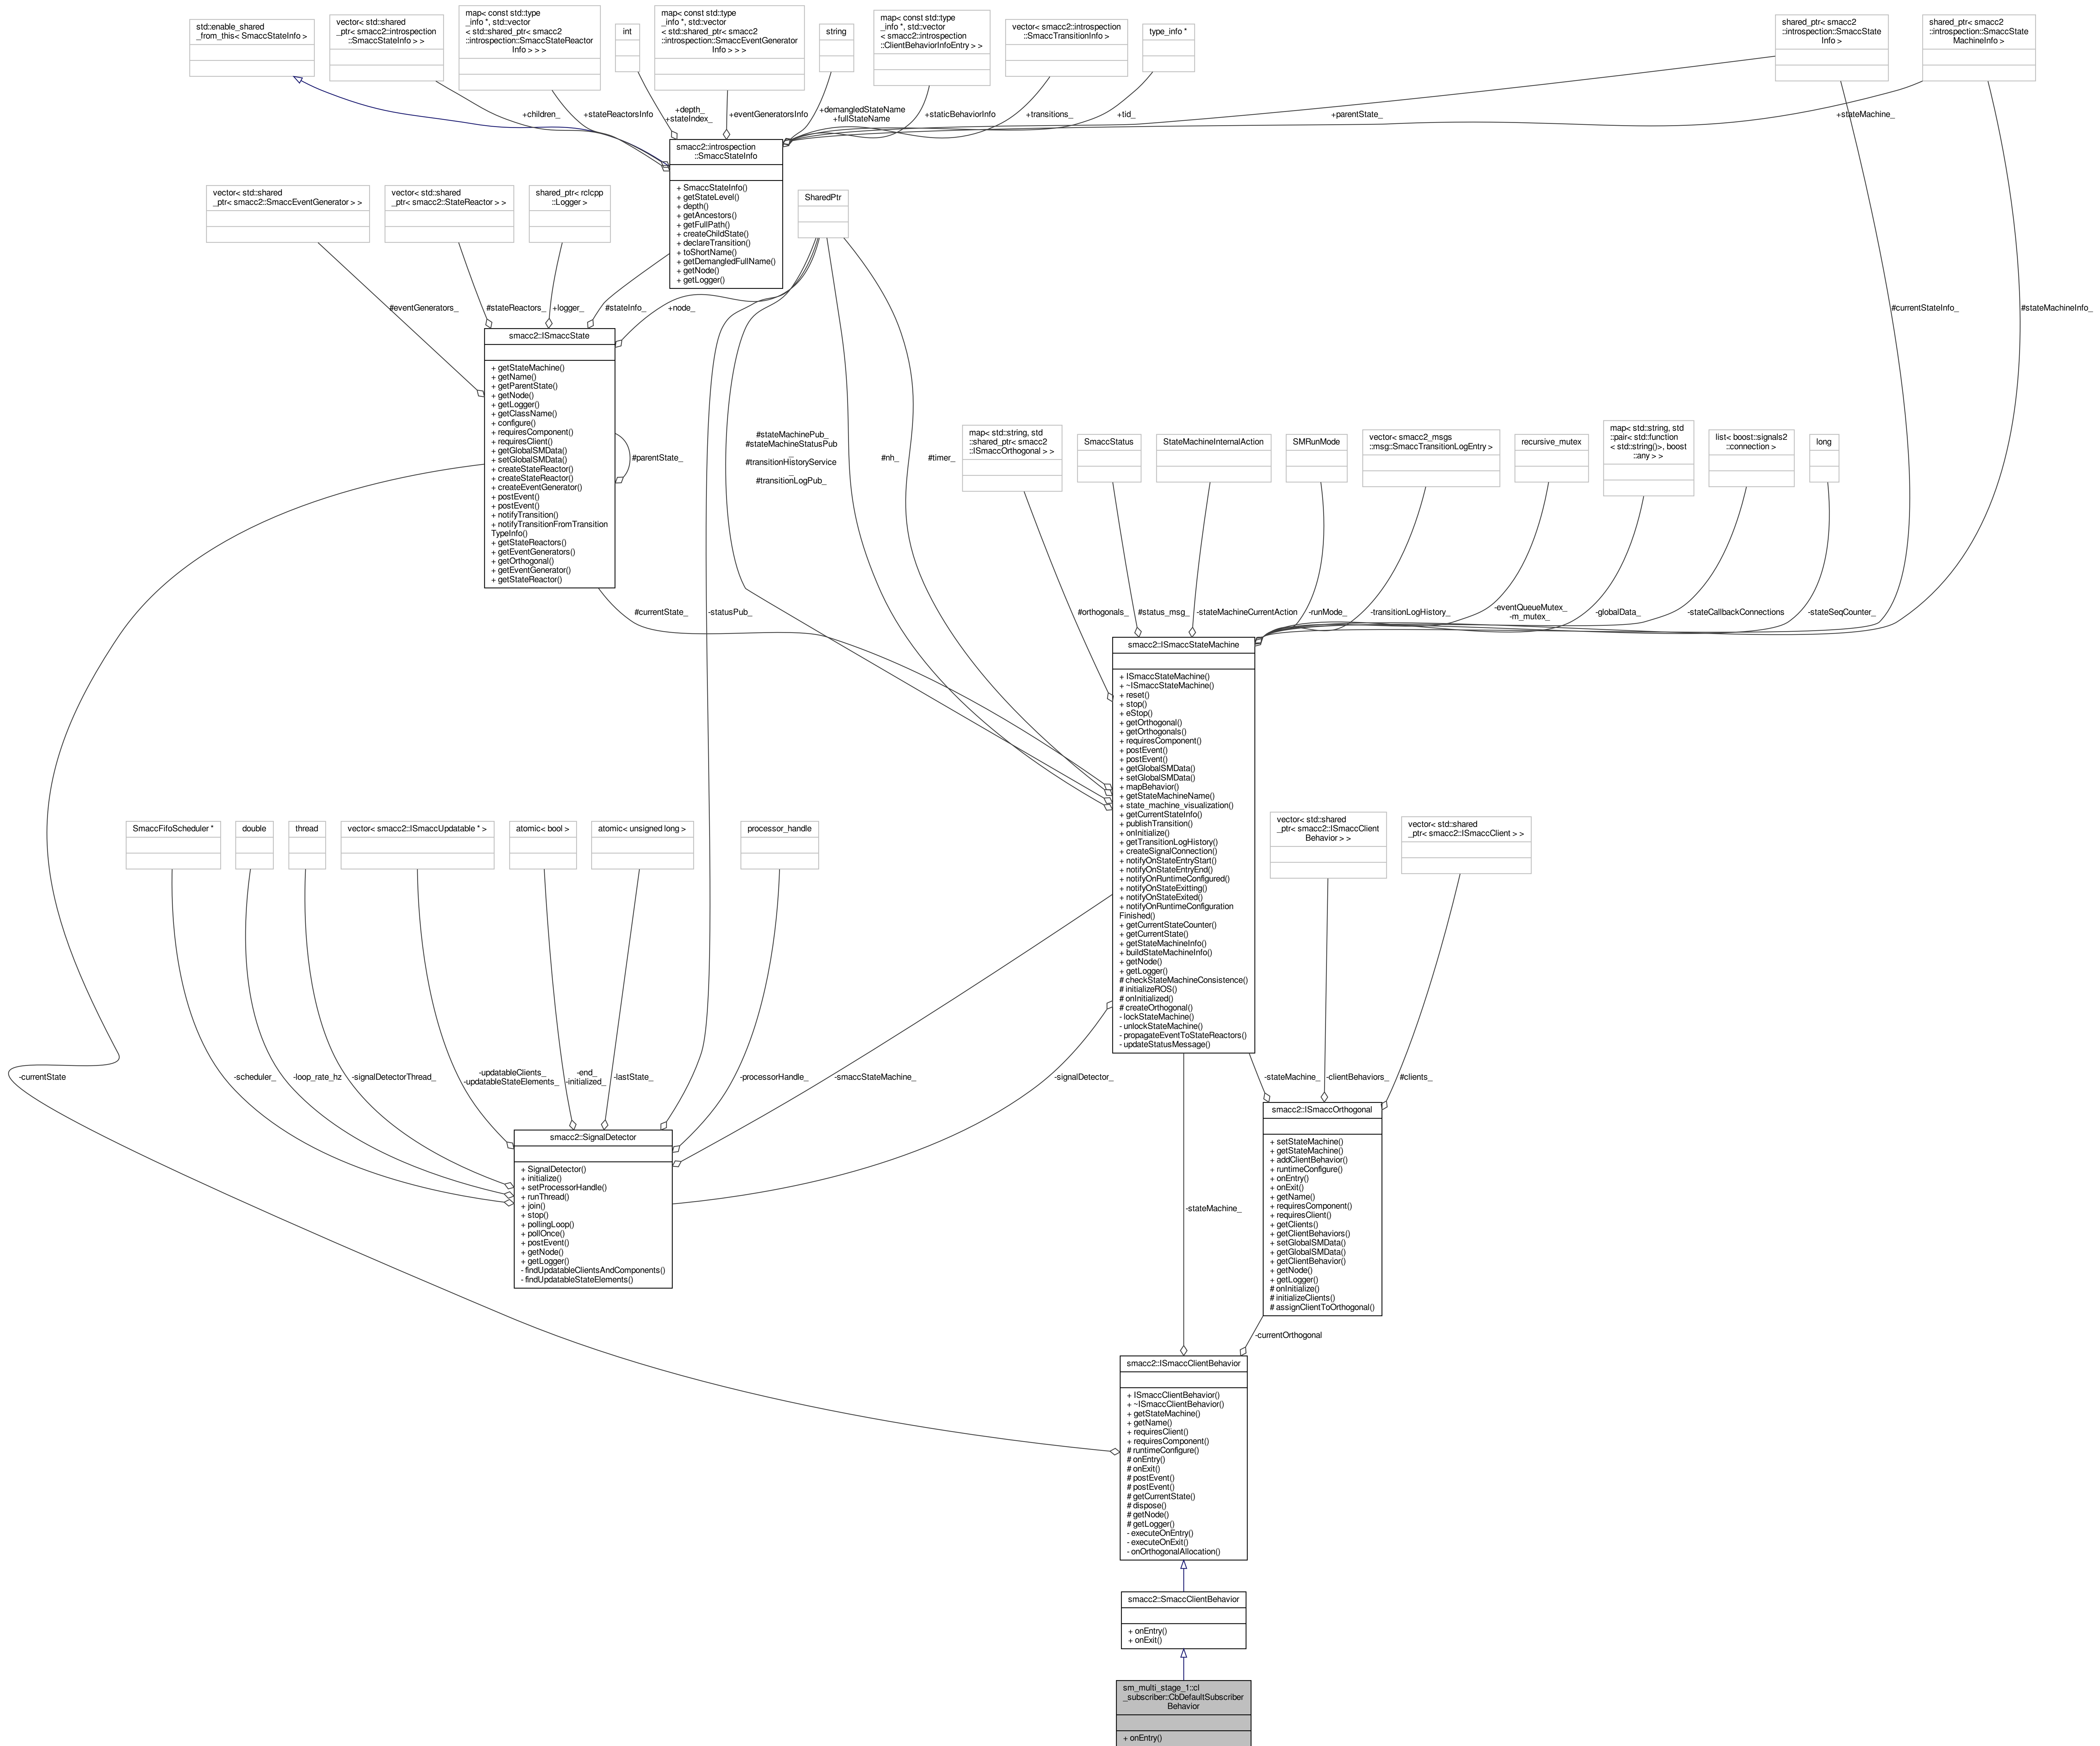 std::enable_shared
_from_this< SmaccStateInfo >
vector< std::shared
_ptr< smacc2::introspection
::SmaccStateInfo > >
map< const std::type
_info *, std::vector
< std::shared_ptr< smacc2
::introspection::SmaccStateReactor
Info > > >
int
map< const std::type
_info *, std::vector
< std::shared_ptr< smacc2
::introspection::SmaccEventGenerator
Info > > >
string
map< const std::type
_info *, std::vector
< smacc2::introspection
::ClientBehaviorInfoEntry > >
vector< smacc2::introspection
::SmaccTransitionInfo >
type_info *
shared_ptr< smacc2
::introspection::SmaccState
Info >
shared_ptr< smacc2
::introspection::SmaccState
MachineInfo >
+children_
+stateReactorsInfo
+depth_
+stateIndex_
+eventGeneratorsInfo
+demangledStateName
+fullStateName
+staticBehaviorInfo
+transitions_
+tid_
+parentState_
+stateMachine_
smacc2::introspection
::SmaccStateInfo
+ SmaccStateInfo()
+ getStateLevel()
+ depth()
+ getAncestors()
+ getFullPath()
+ createChildState()
+ declareTransition()
+ toShortName()
+ getDemangledFullName()
+ getNode()
+ getLogger()
vector< std::shared
_ptr< smacc2::SmaccEventGenerator > >
vector< std::shared
_ptr< smacc2::StateReactor > >
shared_ptr< rclcpp
::Logger >
SharedPtr
#eventGenerators_
#stateReactors_
+logger_
#stateInfo_
+node_
#currentStateInfo_
#stateMachineInfo_
smacc2::ISmaccState
+ getStateMachine()
+ getName()
+ getParentState()
+ getNode()
+ getLogger()
+ getClassName()
+ configure()
+ requiresComponent()
+ requiresClient()
+ getGlobalSMData()
+ setGlobalSMData()
+ createStateReactor()
+ createStateReactor()
+ createEventGenerator()
+ postEvent()
+ postEvent()
+ notifyTransition()
+ notifyTransitionFromTransition
TypeInfo()
+ getStateReactors()
+ getEventGenerators()
+ getOrthogonal()
+ getEventGenerator()
+ getStateReactor()
#parentState_
#stateMachinePub_
#stateMachineStatusPub
_
#transitionHistoryService
_
#transitionLogPub_
#nh_
#timer_
map< std::string, std
::shared_ptr< smacc2
::ISmaccOrthogonal > >
SmaccStatus
StateMachineInternalAction
SMRunMode
vector< smacc2_msgs
::msg::SmaccTransitionLogEntry >
recursive_mutex
map< std::string, std
::pair< std::function
< std::string()>, boost
::any > >
list< boost::signals2
::connection >
long
#currentState_
-statusPub_
#orthogonals_
#status_msg_
-stateMachineCurrentAction
-runMode_
-transitionLogHistory_
-eventQueueMutex_
-m_mutex_
-globalData_
-stateCallbackConnections
-stateSeqCounter_
smacc2::ISmaccStateMachine
+ ISmaccStateMachine()
+ ~ISmaccStateMachine()
+ reset()
+ stop()
+ eStop()
+ getOrthogonal()
+ getOrthogonals()
+ requiresComponent()
+ postEvent()
+ postEvent()
+ getGlobalSMData()
+ setGlobalSMData()
+ mapBehavior()
+ getStateMachineName()
+ state_machine_visualization()
+ getCurrentStateInfo()
+ publishTransition()
+ onInitialize()
+ getTransitionLogHistory()
+ createSignalConnection()
+ notifyOnStateEntryStart()
+ notifyOnStateEntryEnd()
+ notifyOnRuntimeConfigured()
+ notifyOnStateExitting()
+ notifyOnStateExited()
+ notifyOnRuntimeConfiguration
Finished()
+ getCurrentStateCounter()
+ getCurrentState()
+ getStateMachineInfo()
+ buildStateMachineInfo()
+ getNode()
+ getLogger()
# checkStateMachineConsistence()
# initializeROS()
# onInitialized()
# createOrthogonal()
- lockStateMachine()
- unlockStateMachine()
- propagateEventToStateReactors()
- updateStatusMessage()
SmaccFifoScheduler *
double
thread
vector< smacc2::ISmaccUpdatable * >
atomic< bool >
atomic< unsigned long >
processor_handle
vector< std::shared
_ptr< smacc2::ISmaccClient
Behavior > >
vector< std::shared
_ptr< smacc2::ISmaccClient > >
-currentState
-scheduler_
-loop_rate_hz
-signalDetectorThread_
-updatableClients_
-updatableStateElements_
-end_
-initialized_
-lastState_
-processorHandle_
-smaccStateMachine_
-signalDetector_
-stateMachine_
-clientBehaviors_
#clients_
smacc2::SignalDetector
+ SignalDetector()
+ initialize()
+ setProcessorHandle()
+ runThread()
+ join()
+ stop()
+ pollingLoop()
+ pollOnce()
+ postEvent()
+ getNode()
+ getLogger()
- findUpdatableClientsAndComponents()
- findUpdatableStateElements()
smacc2::ISmaccOrthogonal
+ setStateMachine()
+ getStateMachine()
+ addClientBehavior()
+ runtimeConfigure()
+ onEntry()
+ onExit()
+ getName()
+ requiresComponent()
+ requiresClient()
+ getClients()
+ getClientBehaviors()
+ setGlobalSMData()
+ getGlobalSMData()
+ getClientBehavior()
+ getNode()
+ getLogger()
# onInitialize()
# initializeClients()
# assignClientToOrthogonal()
-stateMachine_
-currentOrthogonal
smacc2::ISmaccClientBehavior
+ ISmaccClientBehavior()
+ ~ISmaccClientBehavior()
+ getStateMachine()
+ getName()
+ requiresClient()
+ requiresComponent()
# runtimeConfigure()
# onEntry()
# onExit()
# postEvent()
# postEvent()
# getCurrentState()
# dispose()
# getNode()
# getLogger()
- executeOnEntry()
- executeOnExit()
- onOrthogonalAllocation()
smacc2::SmaccClientBehavior
+ onEntry()
+ onExit()
sm_multi_stage_1::cl
_subscriber::CbDefaultSubscriber
Behavior
+ onEntry()